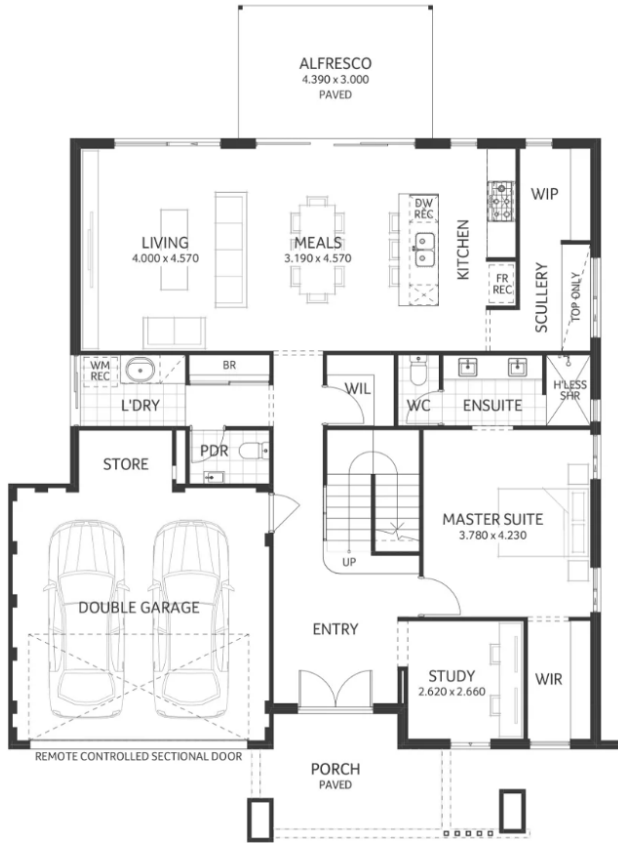 ALFRESCO
4.390 x 3.000
PAVED
LIVING
4.000 x 4.570
MEALS
3.190 x 4.570
DW
REC
KITCHEN
FR
REC
WIP
SCULLERY
TOP ONLY
WM
REC
L'DRY
BR
WIL
WC
ENSUITE
H'LESS
SHR
PDR
STORE
UP
MASTER SUITE
3.780 x 4.230
DOUBLE GARAGE
ENTRY
STUDY
2.620 x 2.660
WIR
REMOTE CONTROLLED SECTIONAL DOOR
PORCH
PAVED